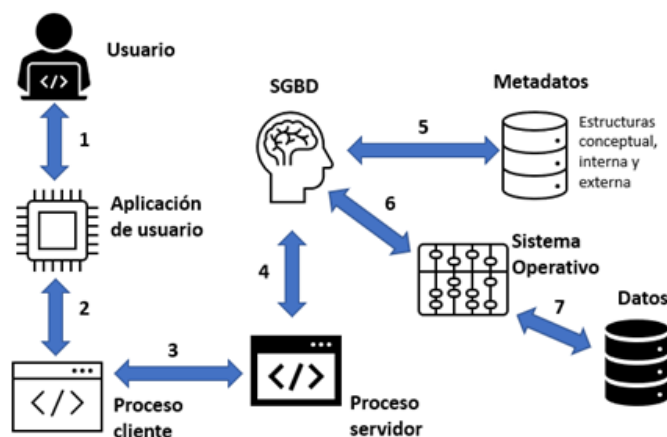 Usuario
1
Aplicación
de usuario
2
</>
Proceso
cliente
3
</>
Proceso
servidor
4
SGBD
5
Metadatos
Estructuras
conceptual,
interna y
externa
6
Sistema
Operativo
7
Datos
</>